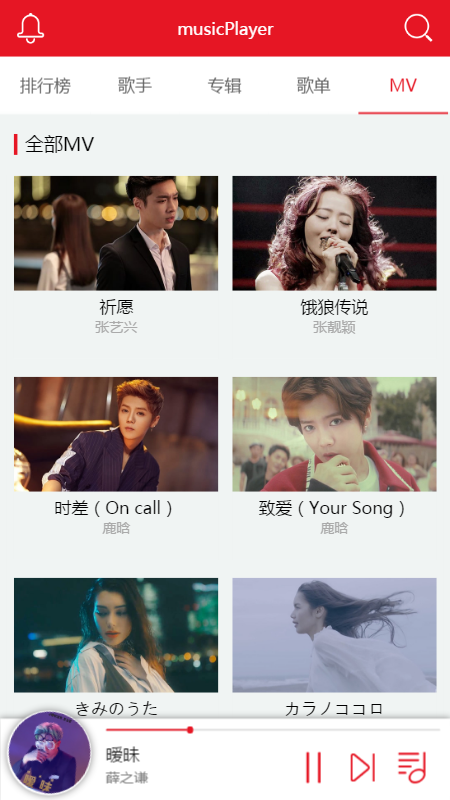 musicPlayer
排行榜 歌手 专辑 歌单 MV
全部MV
祈愿 饿狼传说
张艺兴 张靓颖
时差（On call） 致爱（Your Song）
鹿晗 鹿晗
きみのうた カラノココロ
暧昧
薛之谦